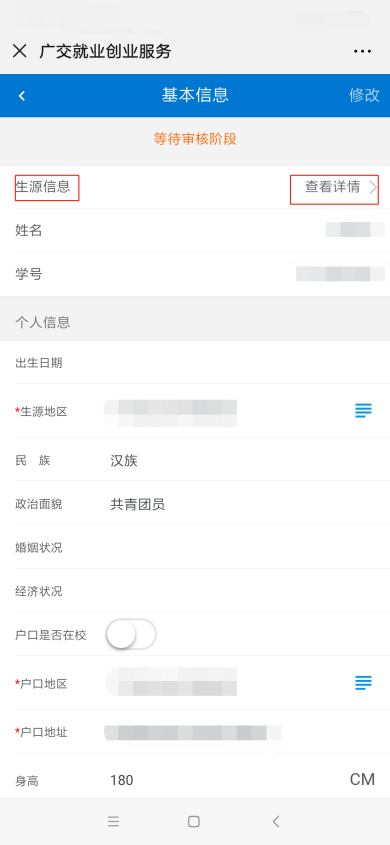 广交就业创业服务
基本信息 修改
等待审核阶段
生源信息 查看详情
姓名
学号
个人信息
出生日期
*生源地区
民 族 汉族
政治面貌 共青团员
婚姻状况
经济状况
户口是否在校
*户口地区
*户口地址
身高 180 CM